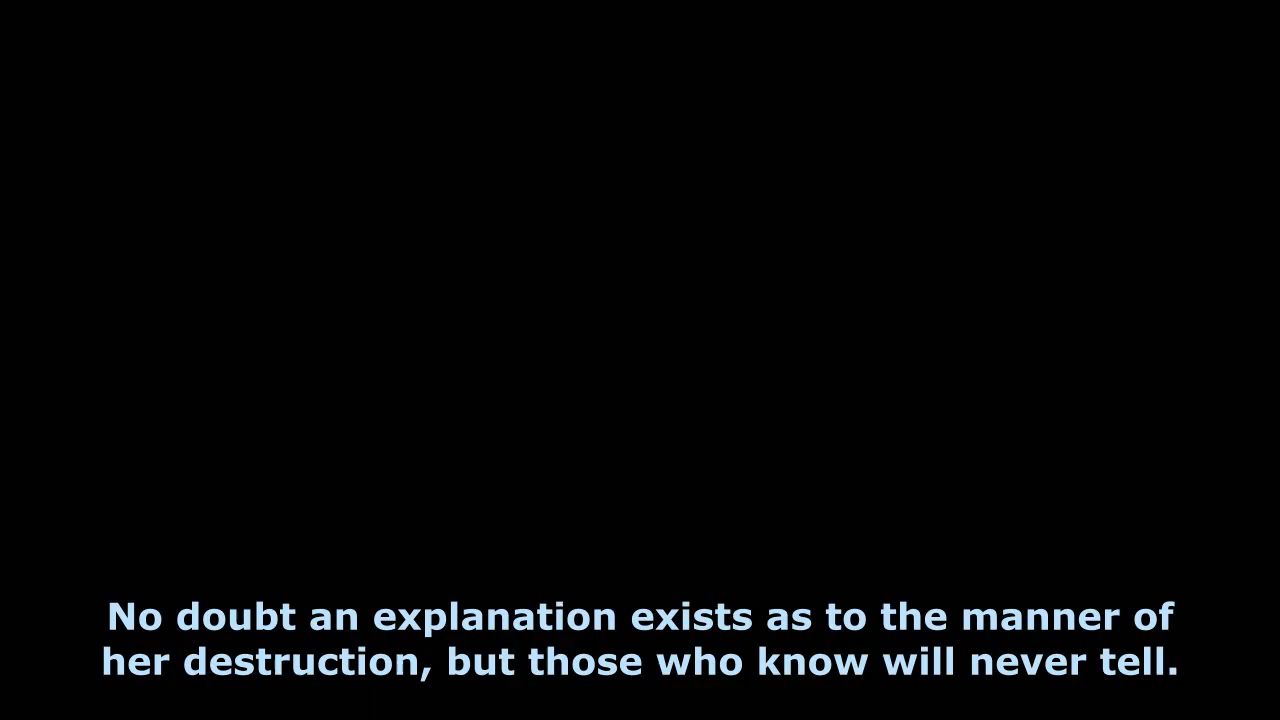 No doubt an explanation exists as to the manner of
her destruction, but those who know will never tell.